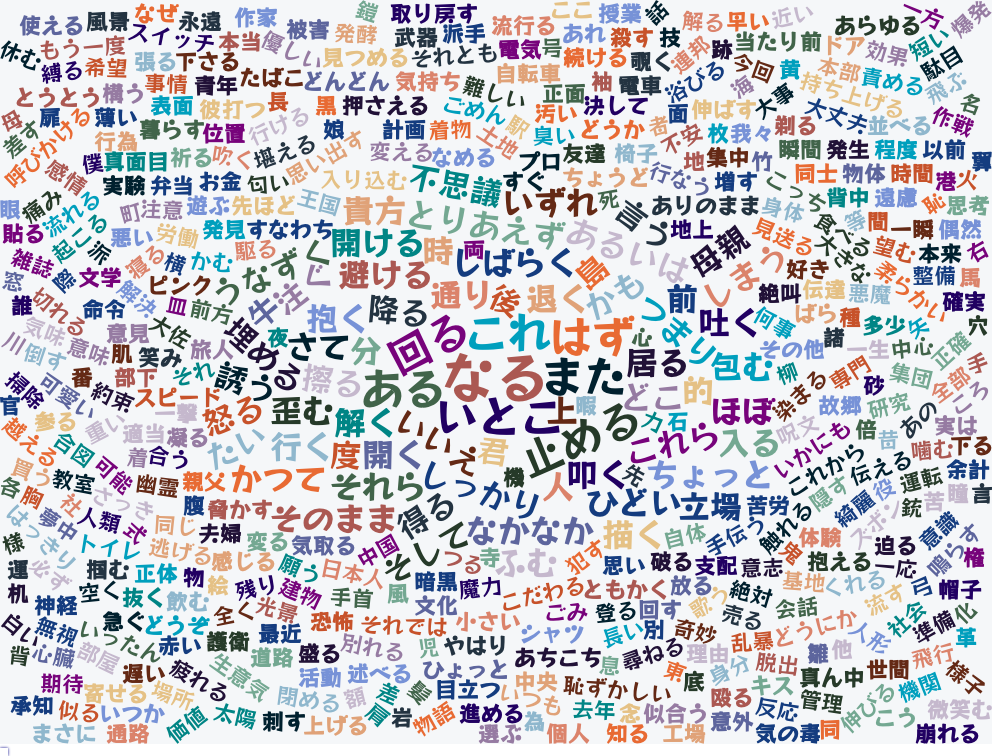 使える 風景 なぜ 永遠 作家 被害 鎧 取り戻す ここ 授業 話 一方 爆発
スイッチ 本当 優しい 発酵 武器 派手 流行る あれ 殺す 技 解る 早い 近い あらゆる 短い
休む もう一度 張る 下さる 見つめる それとも 電気 号 続ける 覗く 連邦 跡 当たり前 ドア 効果 駄目
縛る 希望 事情 青年 たばこ どんどん 気持ち 難しい 自転車 袖 電車 浴びる 海 今回 黄 本部 責める 飛ぶ
とうとう 構う 表面 彼 打つ 長 黒 押さえる ごめん 汚い 正面 決して 面 伸ばす 大事 持ち上げる 名
母 扉 薄い 暮らす 位置 行ける 娘 計画 着物 土地 駅 臭い どうか 者 不安 枚 我々 剃る 大丈夫 並べる 作戦
差す 呼びかける 行為 僕 真面目 祈る 吹く 堪える 思い出す 変える なめる プロ 友達 椅子 地 集中 竹 瞬間 発生 程度 以前 翼
感情 実験 弁当 お金 匂い 入り込む 不思議 すぐ ちょうど 行なう 増す こっち 同士 物体 時間 港 火
眼 痛み 流れる 町 注意 遊ぶ 先ほど 王国 貴方 とりあえず いずれ 死 言う ありのまま 身体 背中 遠慮 恥 思考
貼る 起こる 派 悪い 労働 発見 すなわち く 開ける 時 両 あるいは 地上 母親 見送る 食べる 等 間 一瞬 偶然
雑誌 際 文学 寝る 横 かむ 駆る うなずく じ 避ける しばらく 島 しまう 好き 大きな 望む 本来 右
窓 誰 切れる 命令 解決 ピンク 皿 前方 牛 注 通り 後 退く かも 前 つまり 絶叫 伝達 悪魔 柔らかい 整備 馬
気味 意見 大佐 埋める 夜 抱く 降る 回る これ はず 心 吐く 何事 ばら 種 多少 矢 確実 穴
川 倒す 意味 肌 笑み 旅人 さて 分 なる また 居る 包む その他 諸 一生 中心 正確
掃除 可愛い 番 約束 部下 それ 誘う 擦る ある いとこ 上 暇 どこ 的 柳 染まる 専門 砂 集団 全部 手
官 参る スピード 一撃 怒る 歪む 解く いい 止める 力 石 ほぼ 故郷 研究 あの ころ
越える 合図 重い 適当 凝る たい 行く 度 開く え 君 これら 入る 呪文 いかにも 倍 昔 実は
買う 可能 着 合う 親父 かつて それら しっかり 機 人 叩く 先 ちょっと これから 伝える 噛む 下る
各 胸 教室 さっき 幽霊 腹 脅かす そのまま 得る ひどい 立場 苦労 隠す 綺麗 役 運転 余計
はっきり 夢中 社 人類 式 同じ 夫婦 そして なかなか 描く 自体 手伝う 触れる ズボン 銃 苦 瞳 言
様 トイレ 逃げる 変る 気取る 中国 つる 寺 ふむ 犯す 思い 破る 支配 意志 鬼 体験 抱える 迫る 意識
運 必ず 掴む 正体 物 感じる 願う 日本人 暗黒 魔力 こだわる ともかく 放る 絶対 基地 くれる 一応 鳴らす 権
机 神経 空く 抜く 飲む 絵 残り 建物 手首 風 文化 小さい ごみ 登る 回す 歌う 売る 会話 流す 弓 帽子
白い 無視 急ぐ どうぞ 全く 光景 恐怖 それでは シャツ 長い 別 奇妙 乱暴 どうにか 人形 社会 準備 化
背 心臓 いったん 赤い 護衛 最近 別れる 児 やはり あちこち 息 尋ねる 理由 脱出 雛 他 飛行 革
部屋 遅い 疲れる 生意気 道路 盛る 活動 述べる ひょっと 中央 恥ずかしい 東 底 身分 キス 真ん中 世間 様子
期待 寄せる 場所 閉める 額 差 髪 目立つ いつも 去年 念 似合う 殴る 反応 管理 伸びる 機関 微笑む
承知 似る いつか 価値 太陽 刺す 上げる 肩 岩 物語 進める 為 意外 こう
まさに 通路 選ぶ 個人 知る 工場 気の毒 同 崩れる